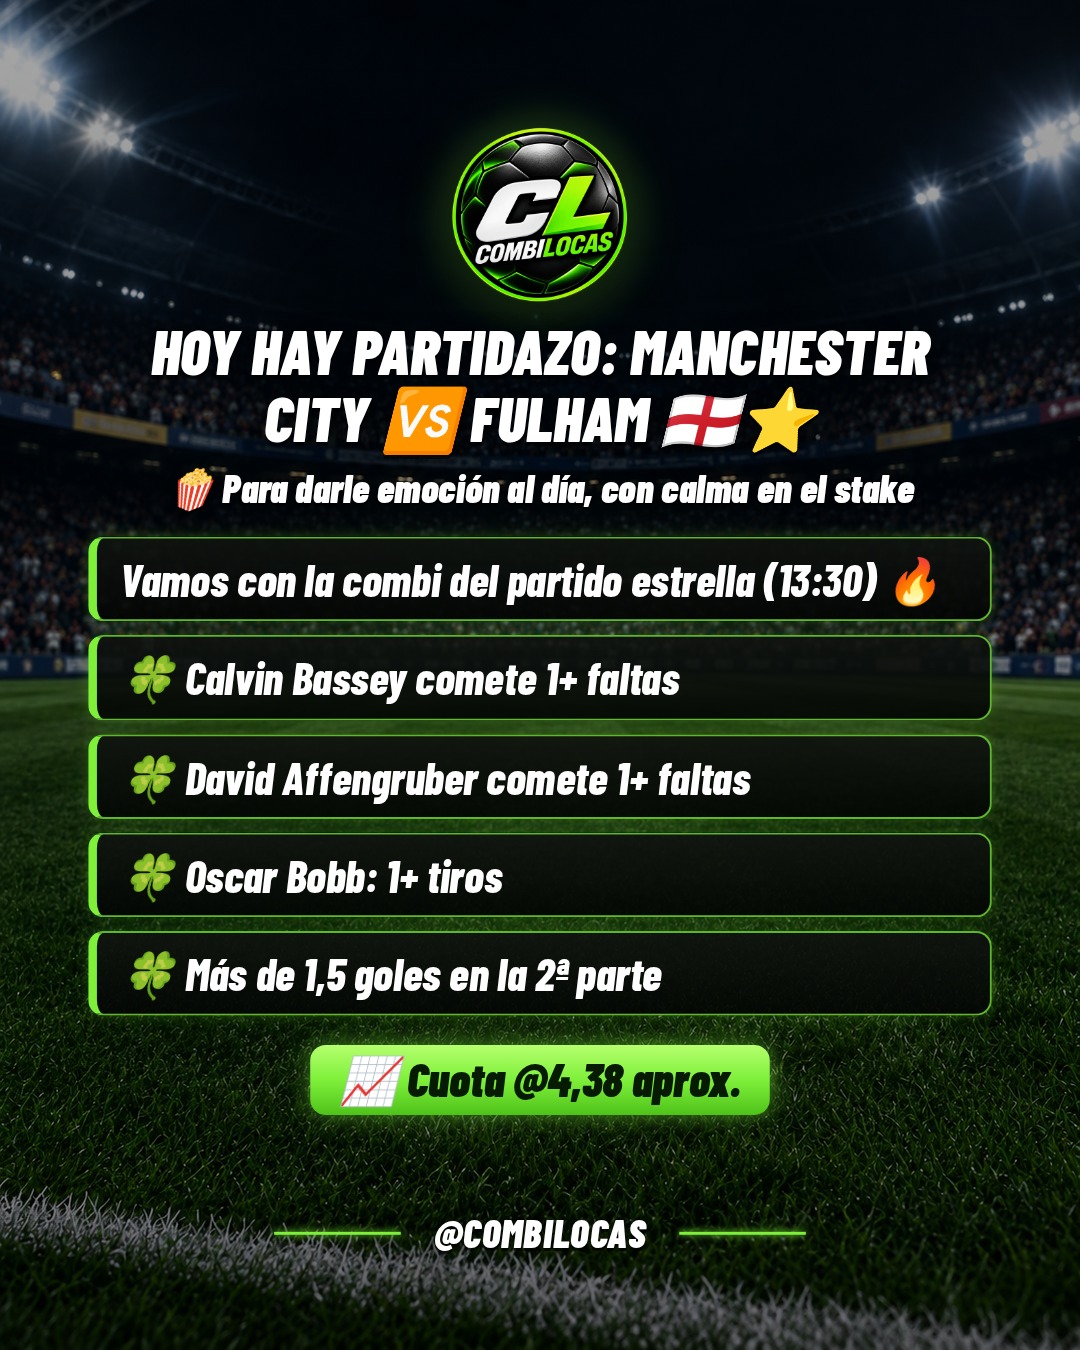 CL
COMBILOCAS
HOY HAY PARTIDAZO: MANCHESTER
CITY 🆚 FULHAM 🏴󠁧󠁢󠁥󠁮󠁧󠁿⭐
🍿 Para darle emoción al día, con calma en el stake
Vamos con la combi del partido estrella (13:30) 🔥
🍀 Calvin Bassey comete 1+ faltas
🍀 David Affengruber comete 1+ faltas
🍀 Oscar Bobb: 1+ tiros
🍀 Más de 1,5 goles en la 2ª parte
📈 Cuota @4,38 aprox.
@COMBILOCAS